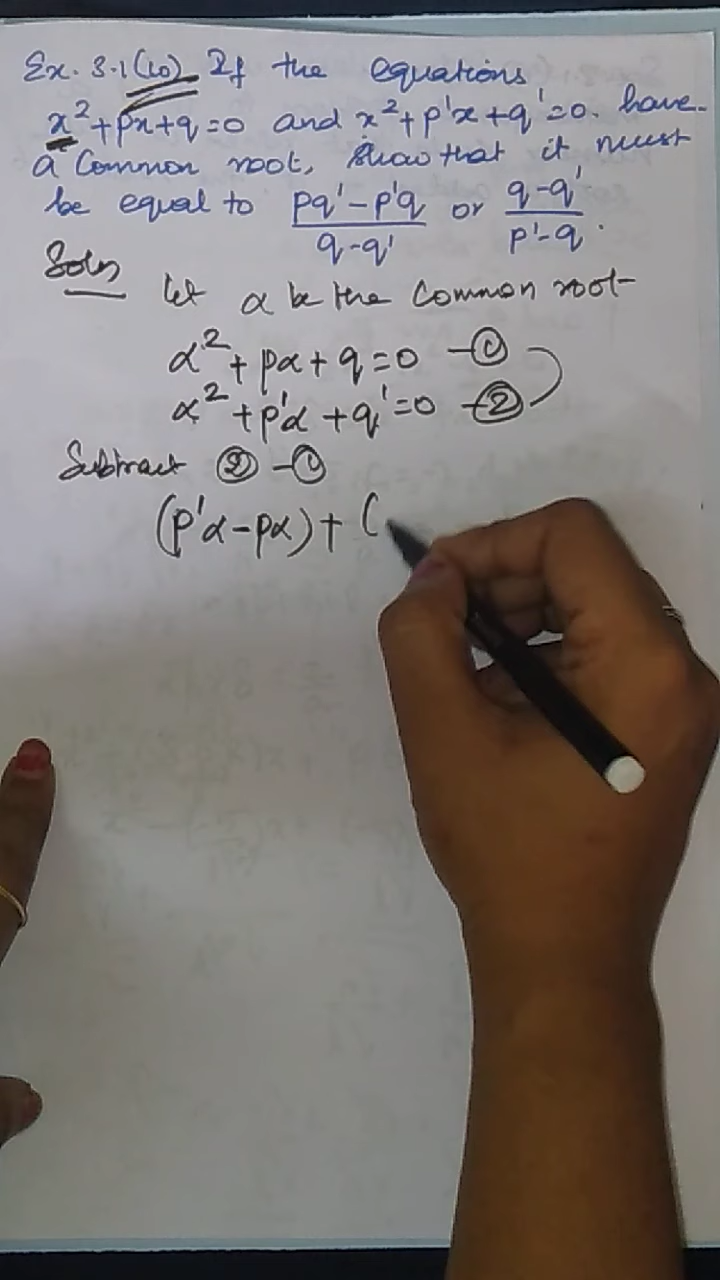 Ex. 3.1(10) If the equations
x² + px + q = 0 and x² + p'x + q' = 0. have
a Common root, show that it must
be equal to (pq' - p'q)/(q - q') or (q - q')/(p' - q).
Soln
Let α be the common root
α² + pα + q = 0 —①
α² + p'α + q' = 0 —②
Subtract ② - ①
(p'α - pα) + (